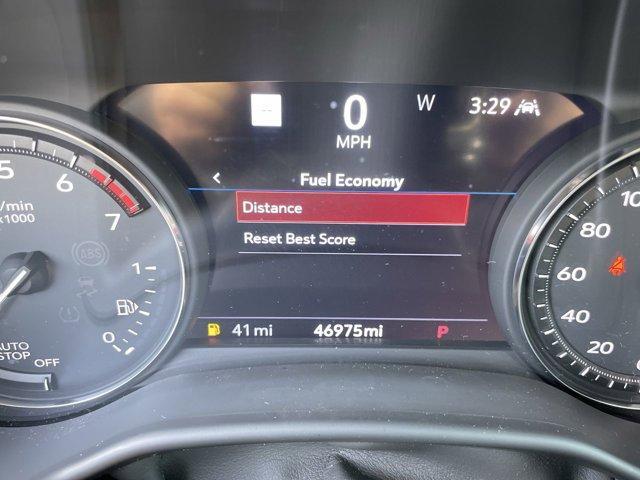 0 W 3:29
MPH
< Fuel Economy
Distance
Reset Best Score
41 mi 46975mi P
5
6
7
/min
x1000
ABS
1
0
AUTO
STOP OFF
10
80
60
40
20